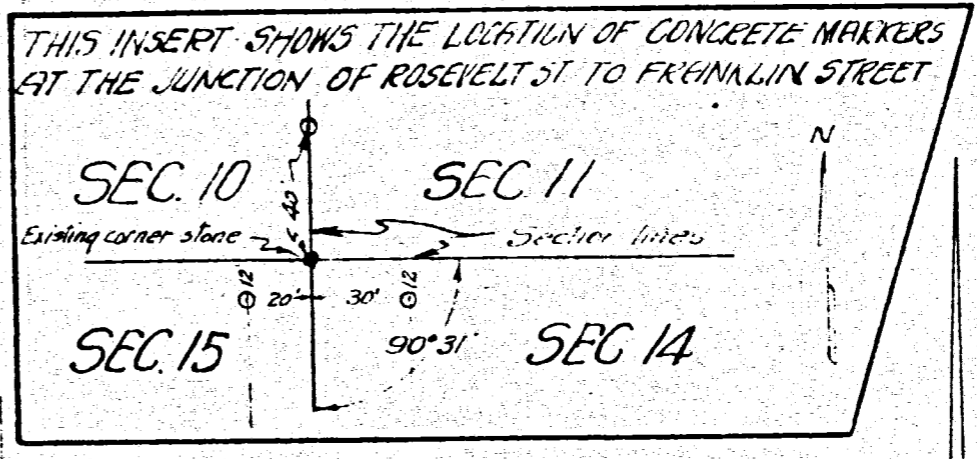 THIS INSERT SHOWS THE LOCATION OF CONCRETE MARKERS
AT THE JUNCTION OF ROSEVELT ST TO FRANKLIN STREET
N
SEC. 10
SEC 11
40
Existing corner stone
Section lines
12'
20'
30'
12
90°31'
SEC. 15
SEC 14